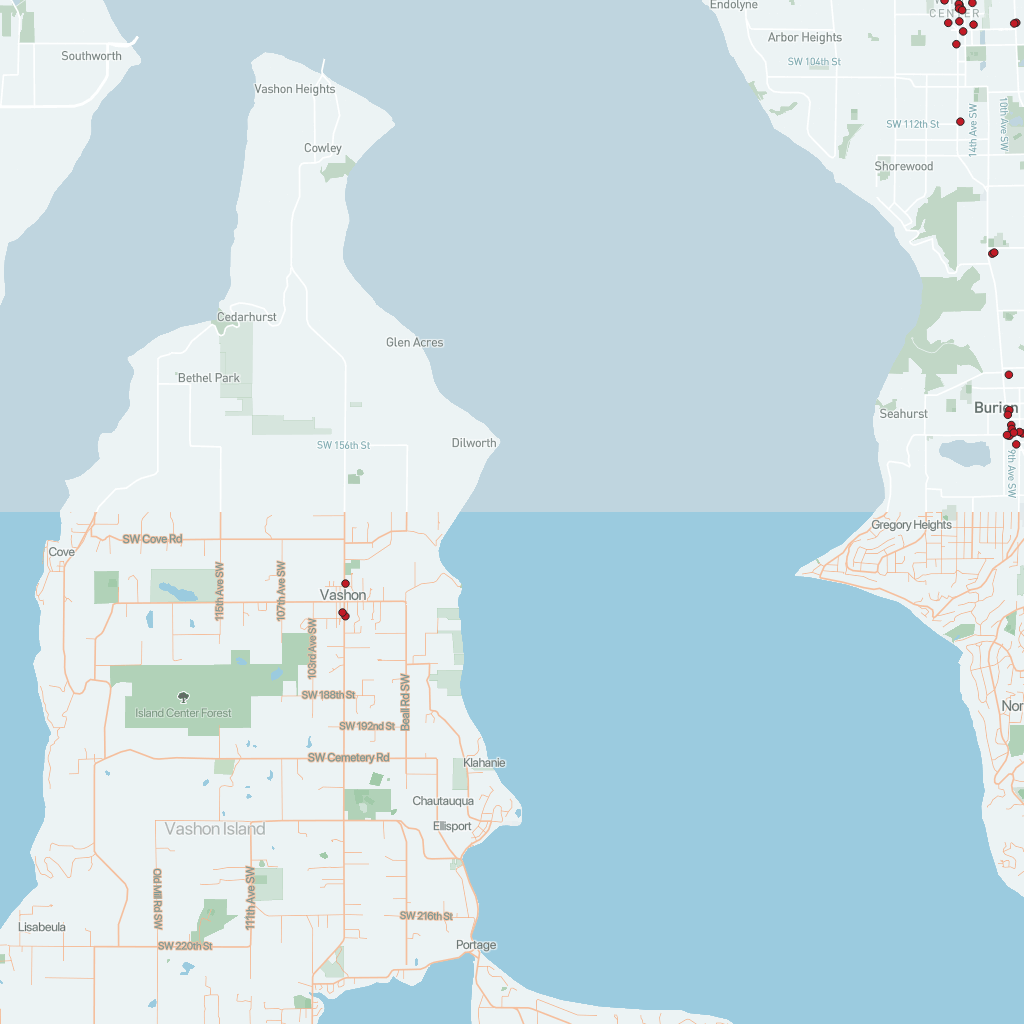 Endolyne
CENTER
Arbor Heights
Southworth
SW 104th St
Vashon Heights
10th Ave SW
14th Ave SW
SW 112th St
Cowley
Shorewood
Cedarhurst
Glen Acres
Bethel Park
Burien
Seahurst
SW 156th St
Dilworth
9th Ave SW
Gregory Heights
SW Cove Rd
Cove
115th Ave SW
107th Ave SW
Vashon
103rd Ave SW
SW 188th St
Beall Rd SW
Nor
Island Center Forest
SW 192nd St
SW Cemetery Rd
Klahanie
Chautauqua
Vashon Island
Ellisport
Old Mill Rd SW
111th Ave SW
SW 216th St
Lisabeula
SW 220th St
Portage